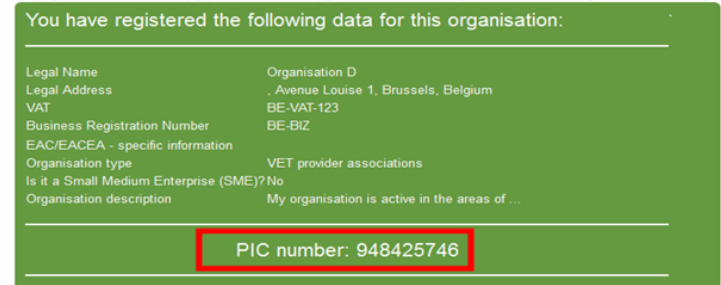 You have registered the following data for this organisation:
Legal Name Organisation D
Legal Address , Avenue Louise 1, Brussels, Belgium
VAT BE-VAT-123
Business Registration Number BE-BIZ
EAC/EACEA - specific information
Organisation type VET provider associations
Is it a Small Medium Enterprise (SME)? No
Organisation description My organisation is active in the areas of ...
PIC number: 948425746